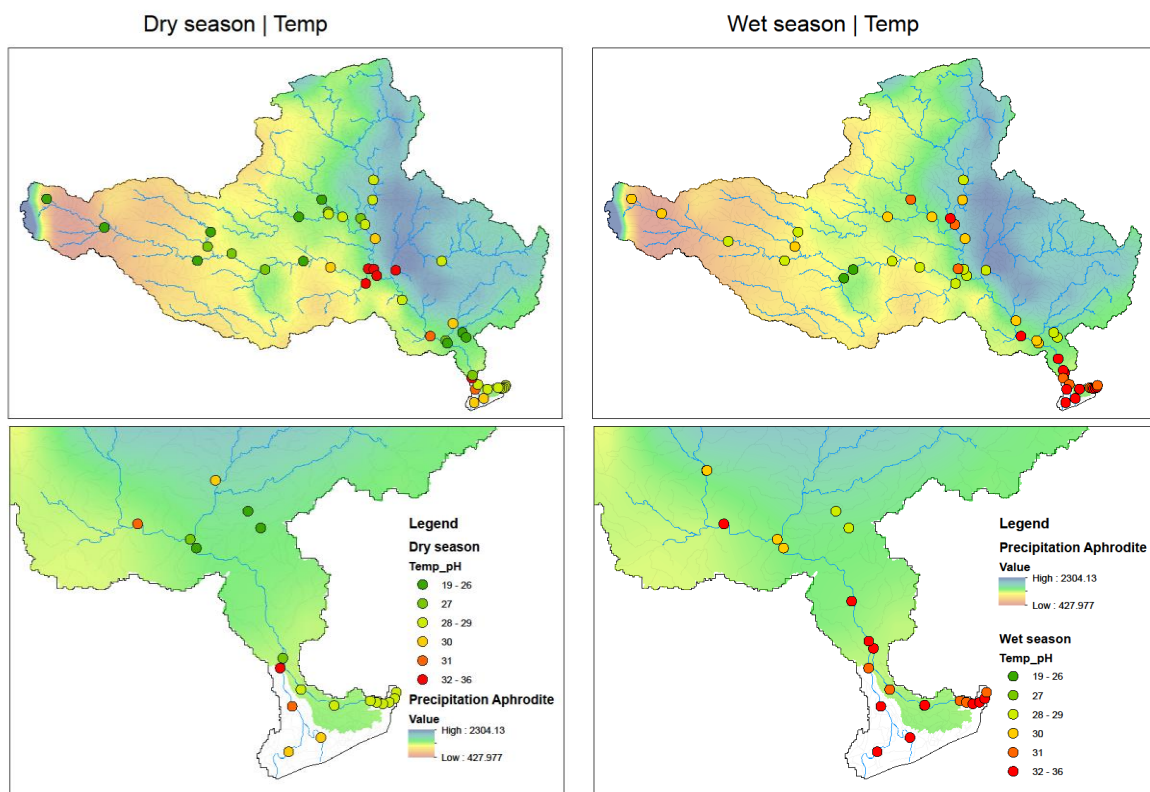 Dry season | Temp
Wet season | Temp
Legend
Dry season
Temp_pH
19 - 26
27
28 - 29
30
31
32 - 36
Precipitation Aphrodite
Value
High : 2304.13
Low : 427.977
Legend
Precipitation Aphrodite
Value
High : 2304.13
Low : 427.977
Wet season
Temp_pH
19 - 26
27
28 - 29
30
31
32 - 36